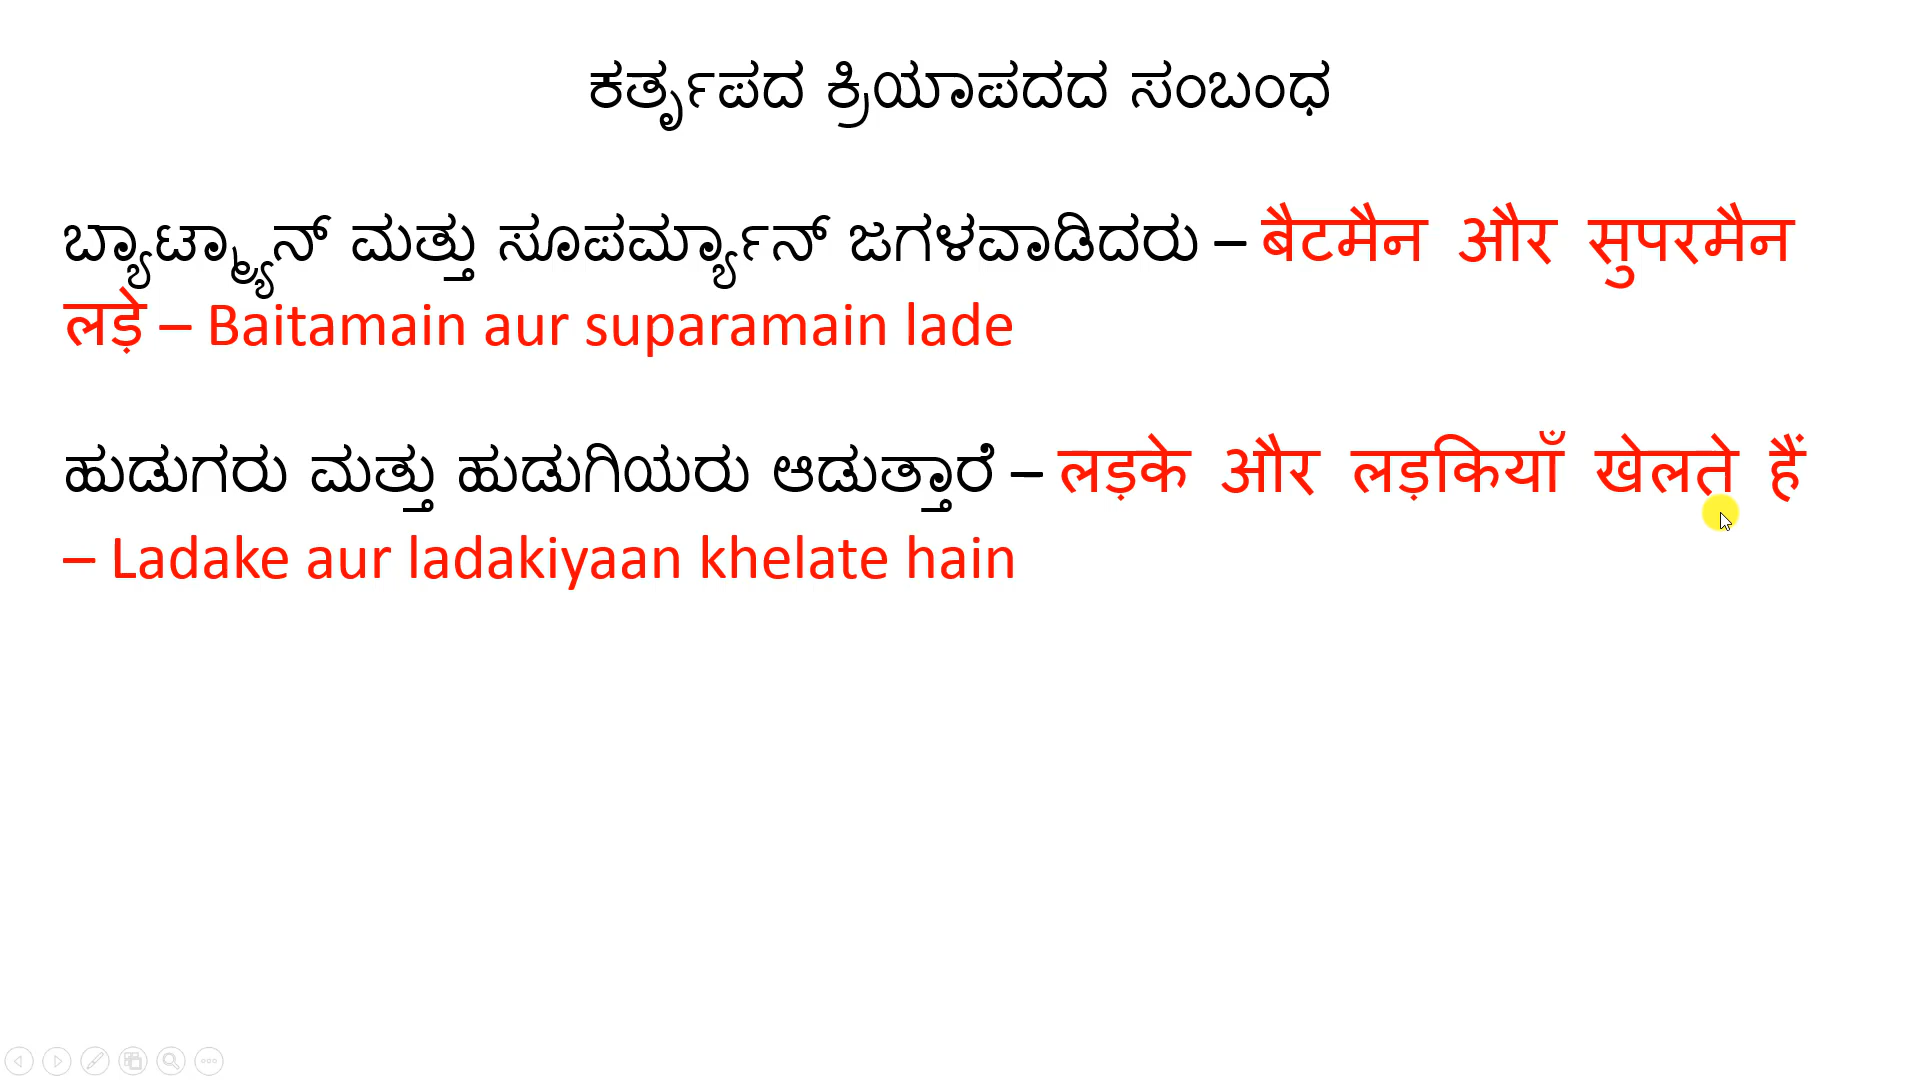 ಕರ್ತೃಪದ ಕ್ರಿಯಾಪದದ ಸಂಬಂಧ
ಬ್ಯಾಟ್ಮ್ಯಾನ್ ಮತ್ತು ಸೂಪರ್ಮ್ಯಾನ್ ಜಗಳವಾಡಿದರು – बैटमैन और सुपरमैन
लड़े – Baitamain aur suparamain lade
ಹುಡುಗರು ಮತ್ತು ಹುಡುಗಿಯರು ಆಡುತ್ತಾರೆ – लड़के और लड़कियाँ खेलते हैं
– Ladake aur ladakiyaan khelate hain